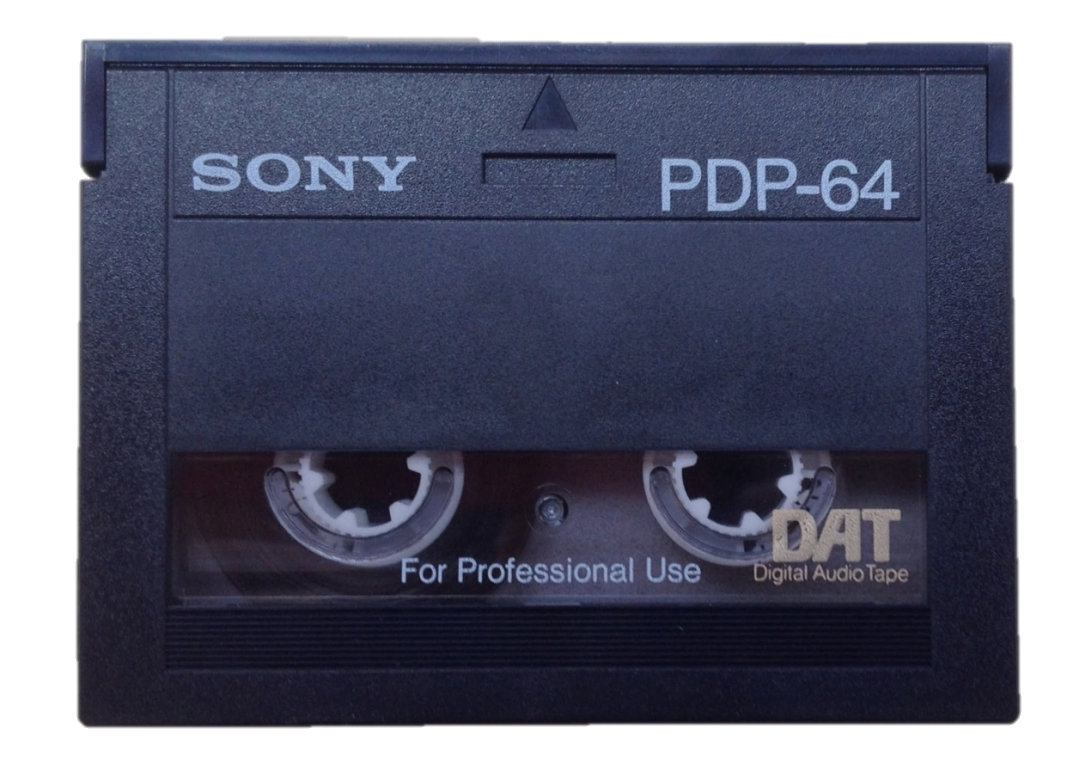 SONY
PDP-64
For Professional Use
DAT
Digital Audio Tape